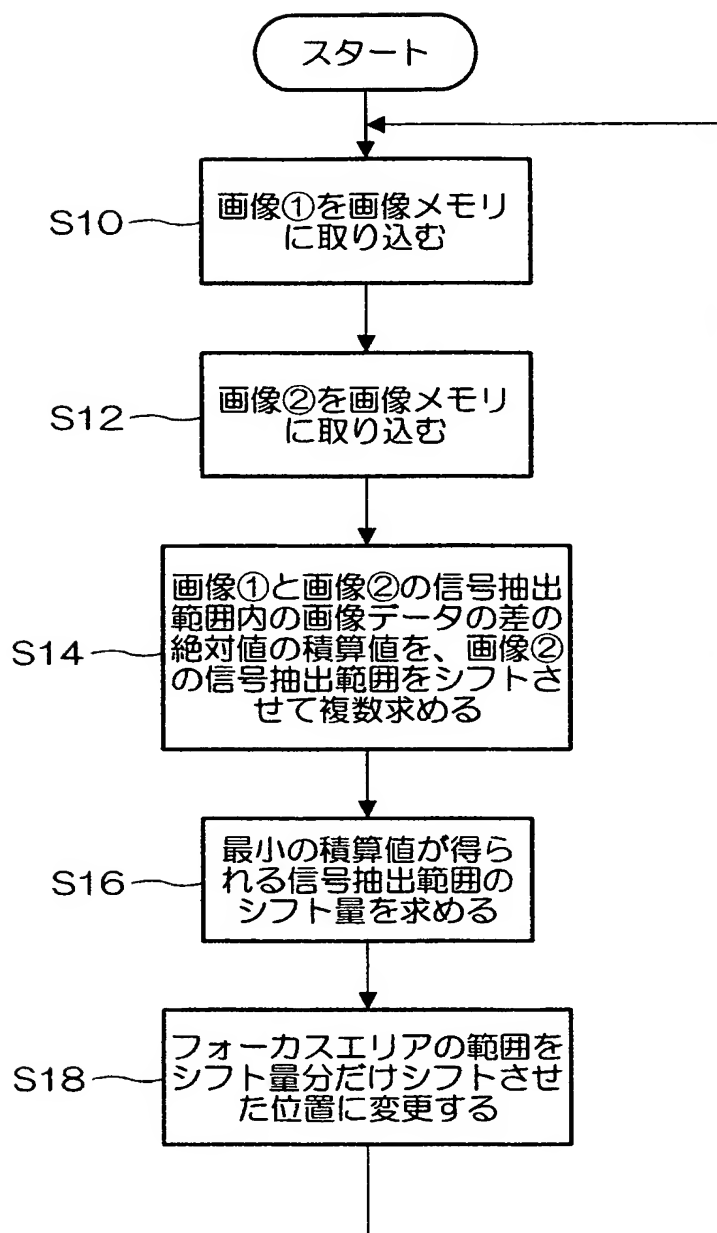 スタート
S10
画像①を画像メモリ
に取り込む
S12
画像②を画像メモリ
に取り込む
S14
画像①と画像②の信号抽出
範囲内の画像データの差の
絶対値の積算値を、画像②
の信号抽出範囲をシフトさ
せて複数求める
S16
最小の積算値が得ら
れる信号抽出範囲の
シフト量を求める
S18
フォーカスエリアの範囲を
シフト量分だけシフトさせ
た位置に変更する